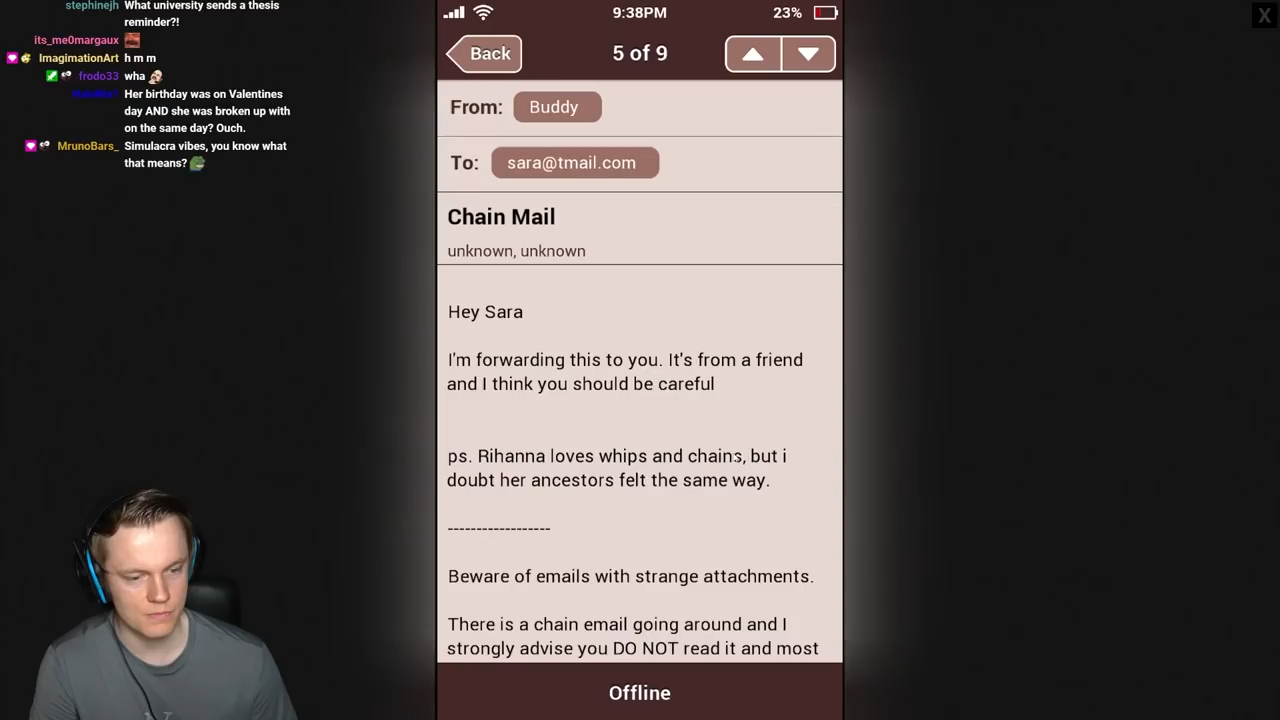 stephinejh What university sends a thesis
reminder?!
its_me0margaux
ImaginationArt h m m
frodo33 wha
Her birthday was on Valentines
day AND she was broken up with
on the same day? Ouch.
MrunoBars_ Simulacra vibes, you know what
that means?
9:38PM
23%
X
Back
5 of 9
From: Buddy
To: sara@tmail.com
Chain Mail
unknown, unknown
Hey Sara
I'm forwarding this to you. It's from a friend
and I think you should be careful
ps. Rihanna loves whips and chains, but i
doubt her ancestors felt the same way.
------------------
Beware of emails with strange attachments.
There is a chain email going around and I
strongly advise you DO NOT read it and most
Offline